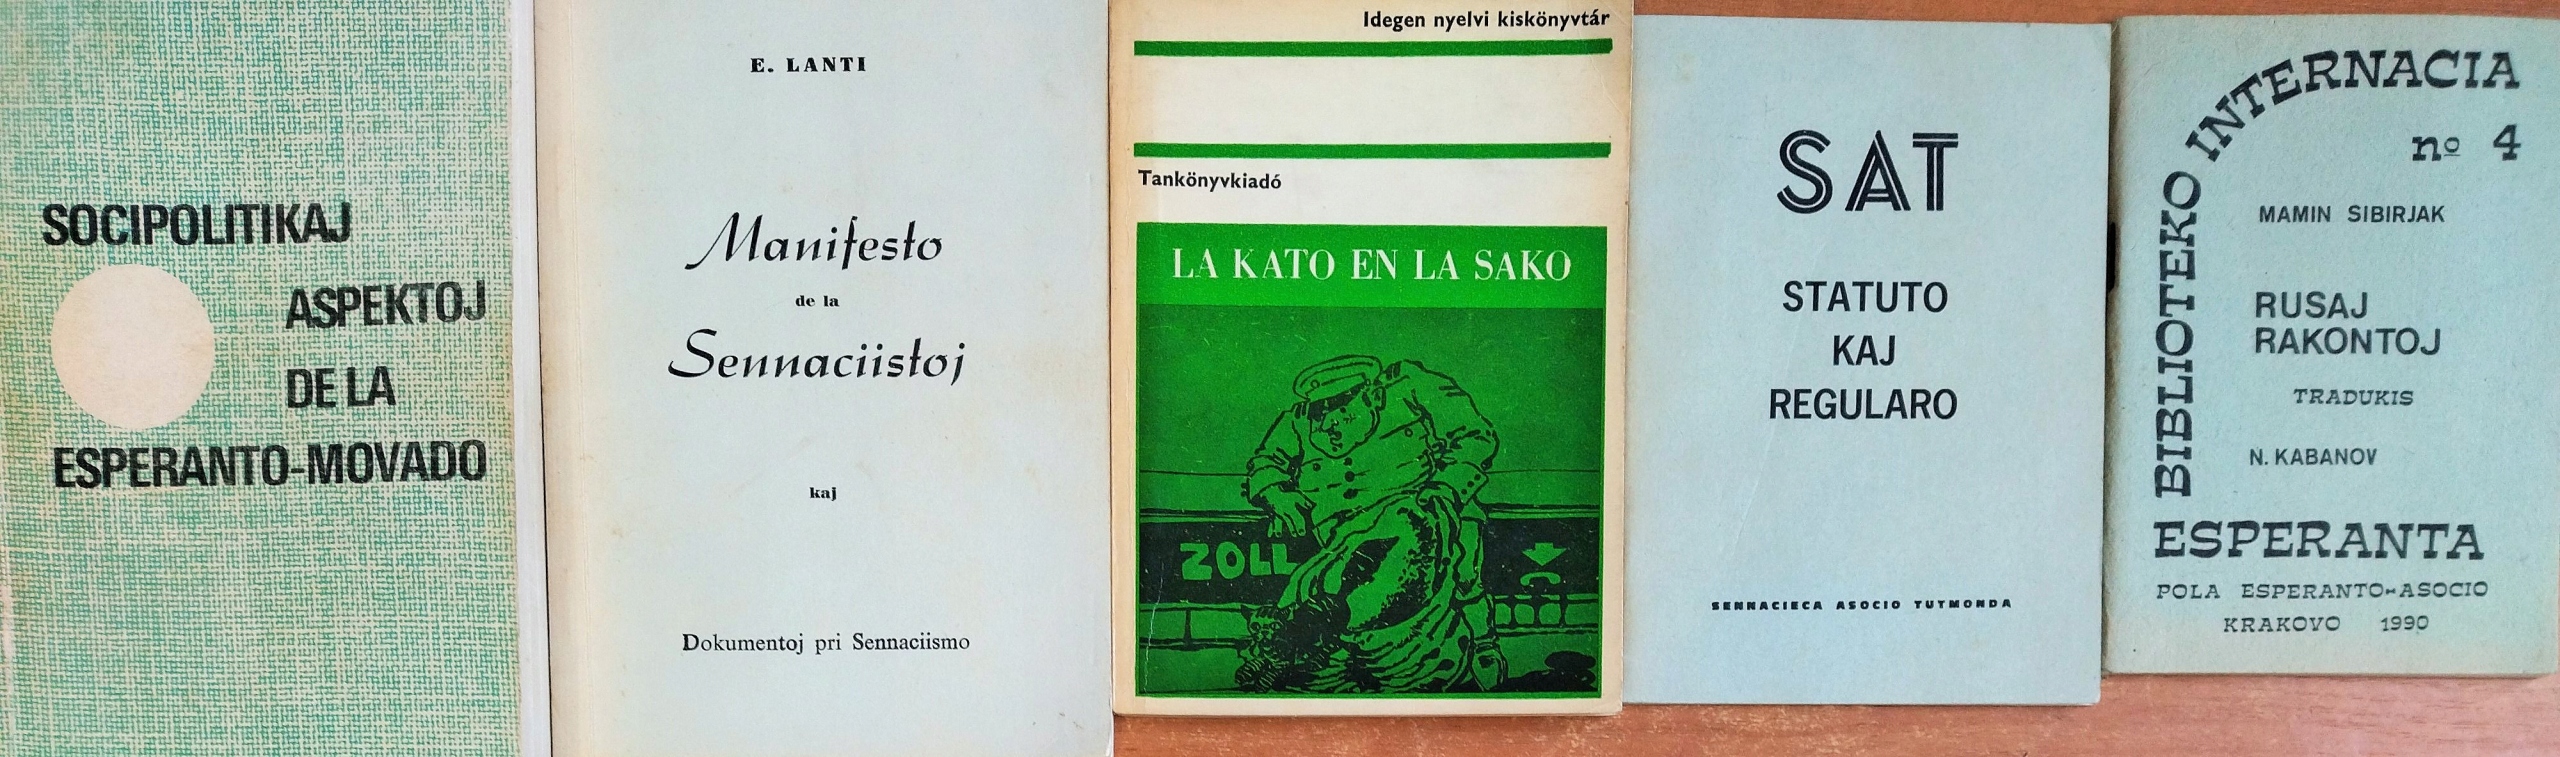 SOCIPOLITIKAJ
ASPEKTOJ
DE LA
ESPERANTO-MOVADO
E. LANTI
Manifesto
de la
Sennaciistoj
kaj
Dokumentoj pri Sennaciismo
Idegen nyelvi kiskönyvtár
Tankönyvkiadó
LA KATO EN LA SAKO
ZOLL
SAT
STATUTO
KAJ
REGULARO
SENNACIECA ASOCIO TUTMONDA
BIBLIOTEKO INTERNACIA
nº 4
MAMIN SIBIRJAK
RUSAJ
RAKONTOJ
TRADUKIS
N. KABANOV
ESPERANTA
POLA ESPERANTO-ASOCIO
KRAKOVO 1990